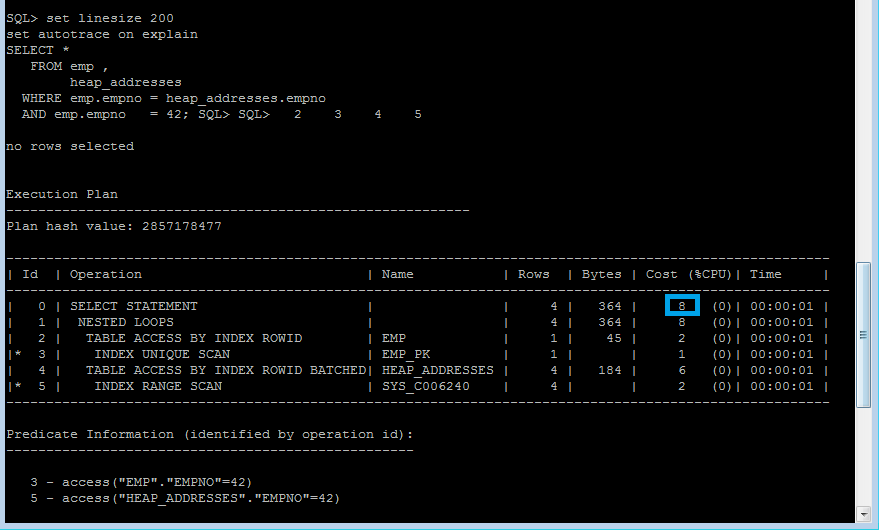 SQL> set linesize 200
set autotrace on explain
SELECT *
   FROM emp ,
        heap_addresses
  WHERE emp.empno = heap_addresses.empno
  AND emp.empno   = 42; SQL> SQL>   2    3    4    5

no rows selected


Execution Plan
----------------------------------------------------------
Plan hash value: 2857178477

-------------------------------------------------------------------------------------------------------
| Id  | Operation                            | Name           | Rows  | Bytes | Cost (%CPU)| Time     |
-------------------------------------------------------------------------------------------------------
|   0 | SELECT STATEMENT                     |                |     4 |   364 |     8   (0)| 00:00:01 |
|   1 |  NESTED LOOPS                        |                |     4 |   364 |     8   (0)| 00:00:01 |
|   2 |   TABLE ACCESS BY INDEX ROWID        | EMP            |     1 |    45 |     2   (0)| 00:00:01 |
|*  3 |    INDEX UNIQUE SCAN                 | EMP_PK         |     1 |       |     1   (0)| 00:00:01 |
|   4 |   TABLE ACCESS BY INDEX ROWID BATCHED| HEAP_ADDRESSES |     4 |   184 |     6   (0)| 00:00:01 |
|*  5 |    INDEX RANGE SCAN                  | SYS_C006240    |     4 |       |     2   (0)| 00:00:01 |
-------------------------------------------------------------------------------------------------------

Predicate Information (identified by operation id):
---------------------------------------------------

   3 - access("EMP"."EMPNO"=42)
   5 - access("HEAP_ADDRESSES"."EMPNO"=42)